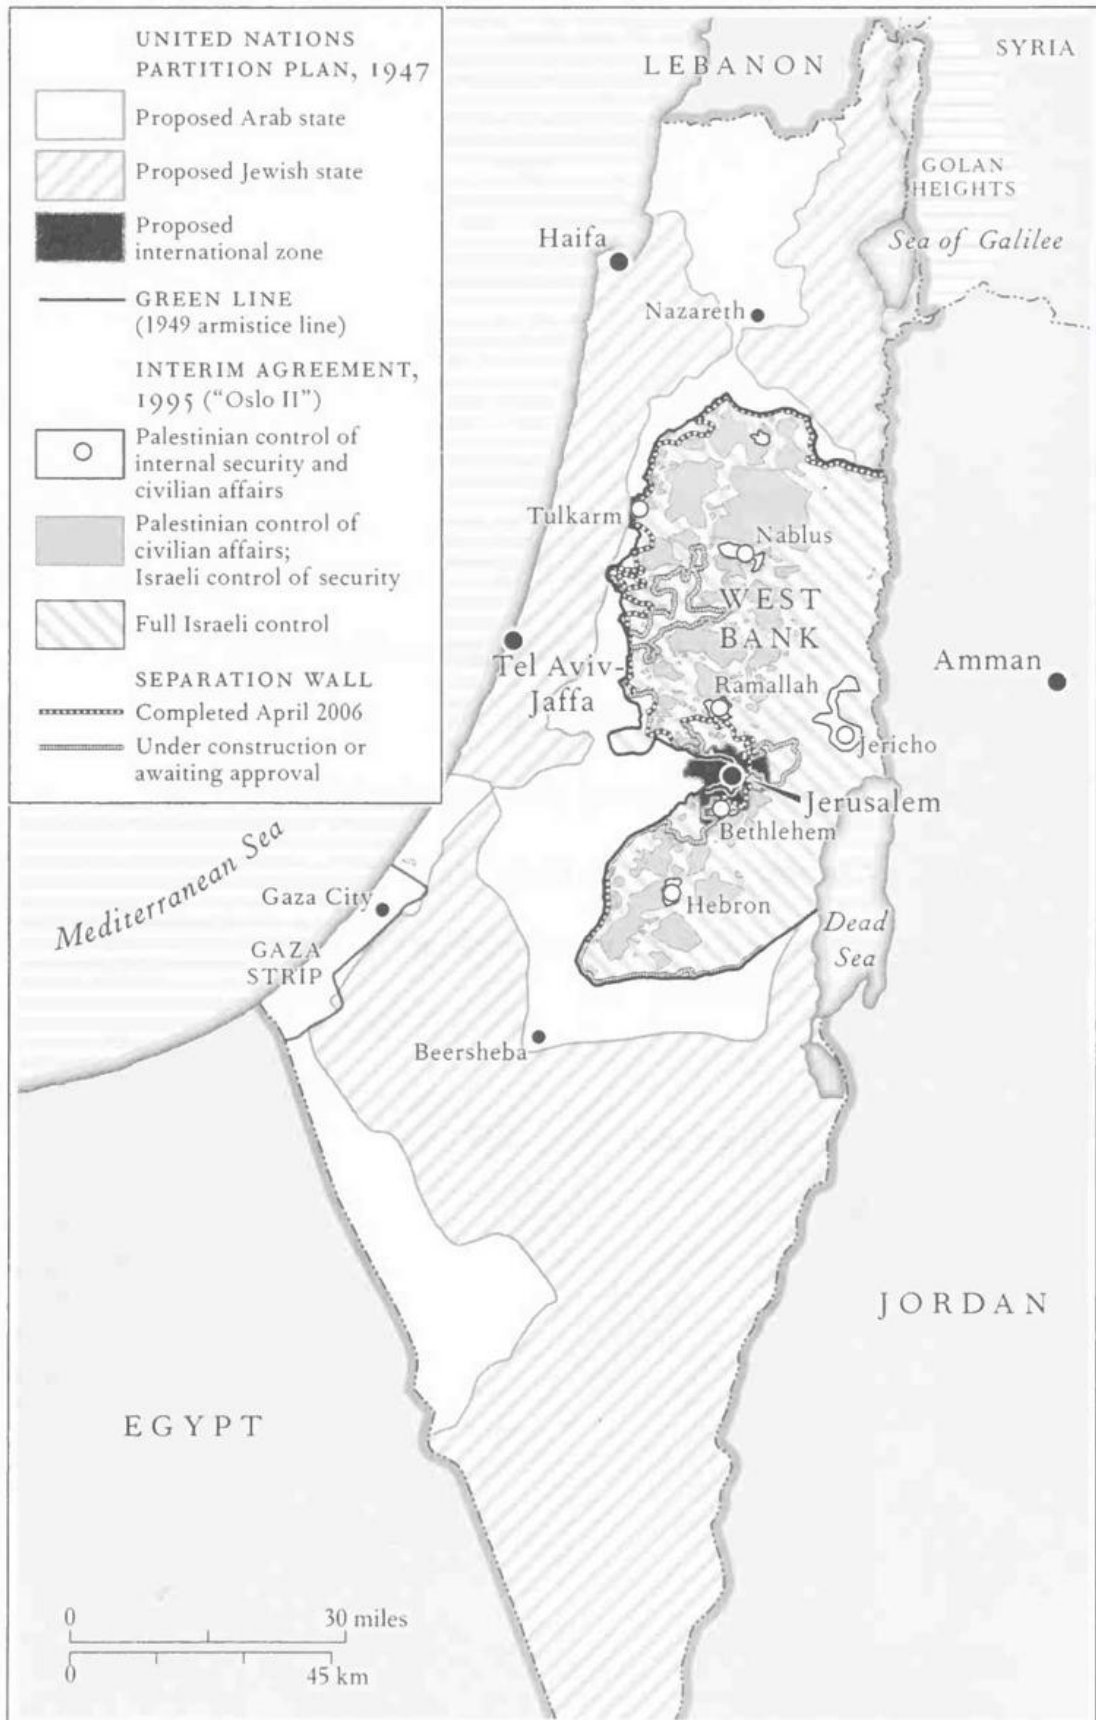 UNITED NATIONS
PARTITION PLAN, 1947
Proposed Arab state
Proposed Jewish state
Proposed
international zone
GREEN LINE
(1949 armistice line)
INTERIM AGREEMENT,
1995 (“Oslo II”)
Palestinian control of
internal security and
civilian affairs
Palestinian control of
civilian affairs;
Israeli control of security
Full Israeli control
SEPARATION WALL
Completed April 2006
Under construction or
awaiting approval
LEBANON
SYRIA
GOLAN
HEIGHTS
Haifa
Sea of Galilee
Nazareth
Tulkarm
Nablus
WEST
BANK
Tel Aviv-
Jaffa
Amman
Ramallah
Jericho
Jerusalem
Bethlehem
Mediterranean Sea
Gaza City
Hebron
GAZA
STRIP
Dead
Sea
Beersheba
JORDAN
EGYPT
0
30 miles
0
45 km